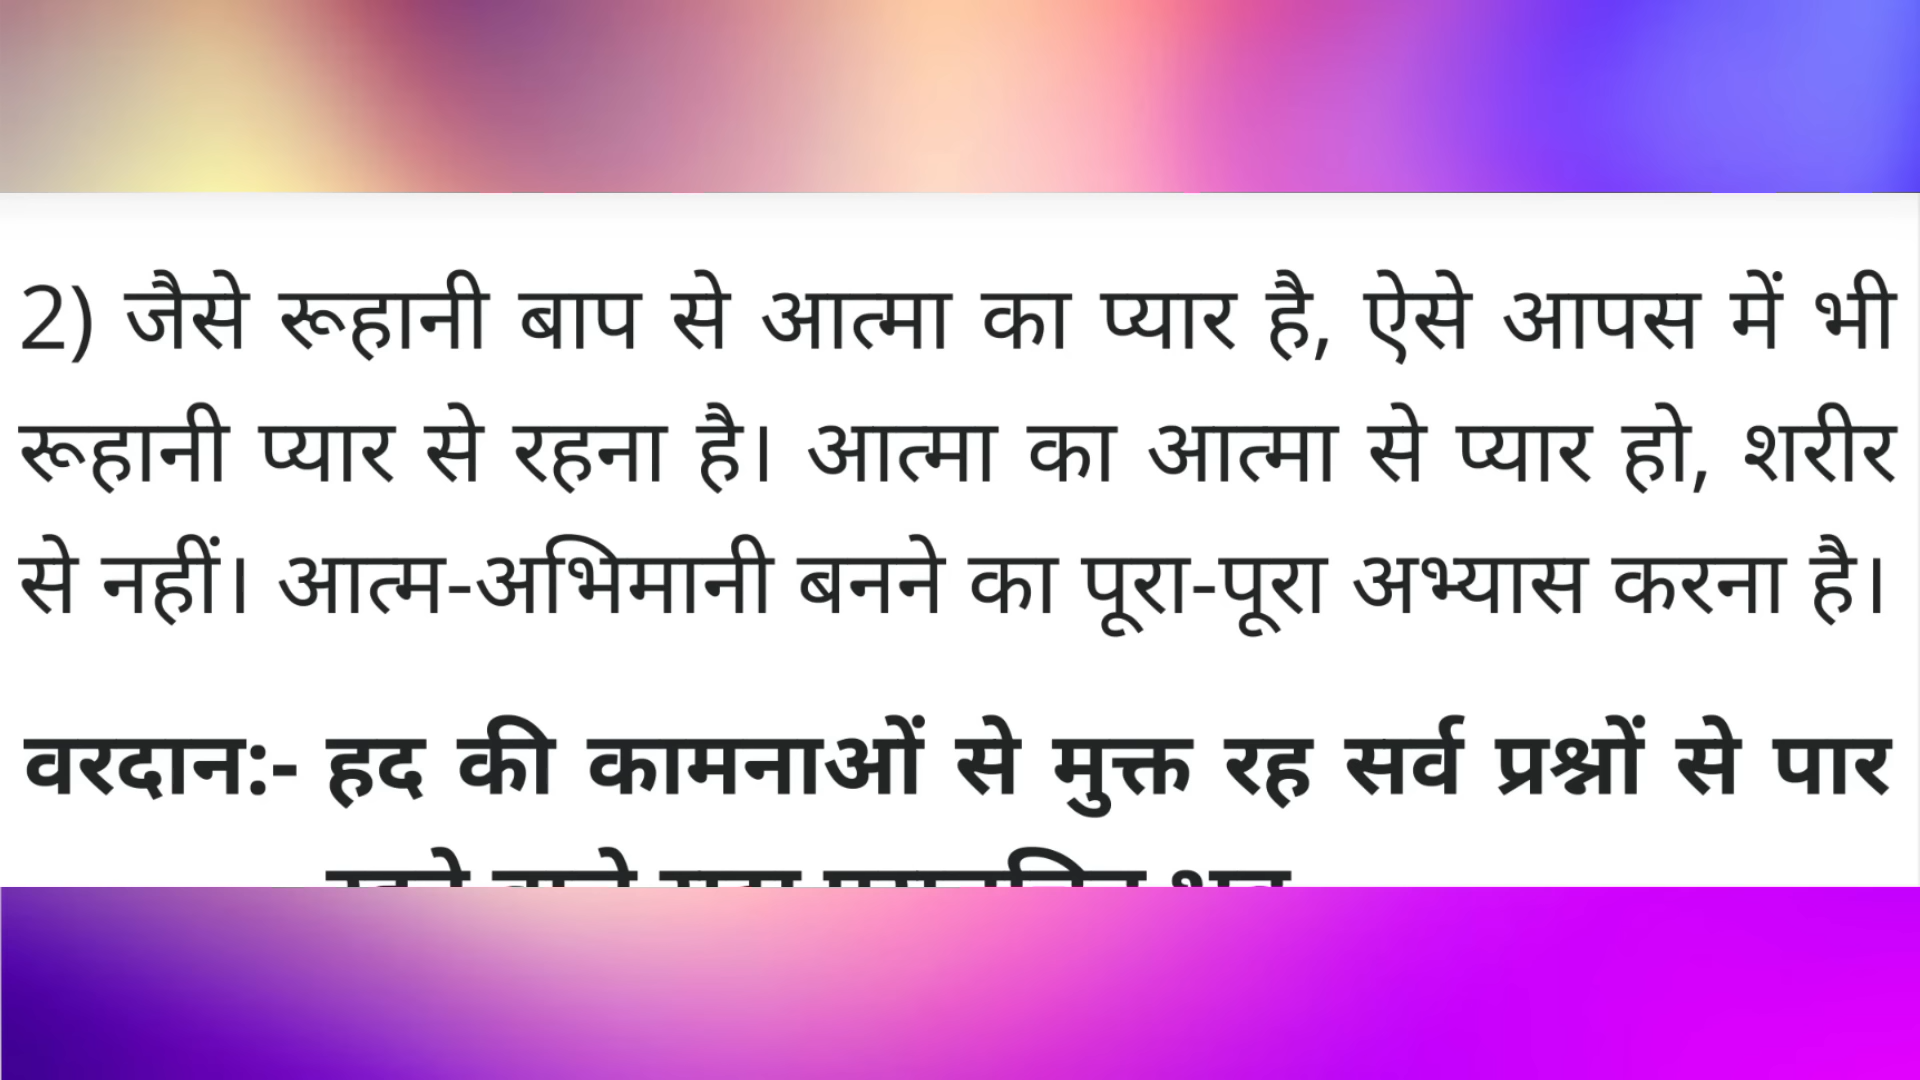 2) जैसे रूहानी बाप से आत्मा का प्यार है, ऐसे आपस में भी
रूहानी प्यार से रहना है। आत्मा का आत्मा से प्यार हो, शरीर
से नहीं। आत्म-अभिमानी बनने का पूरा-पूरा अभ्यास करना है।
वरदान:- हद की कामनाओं से मुक्त रह सर्व प्रश्नों से पार